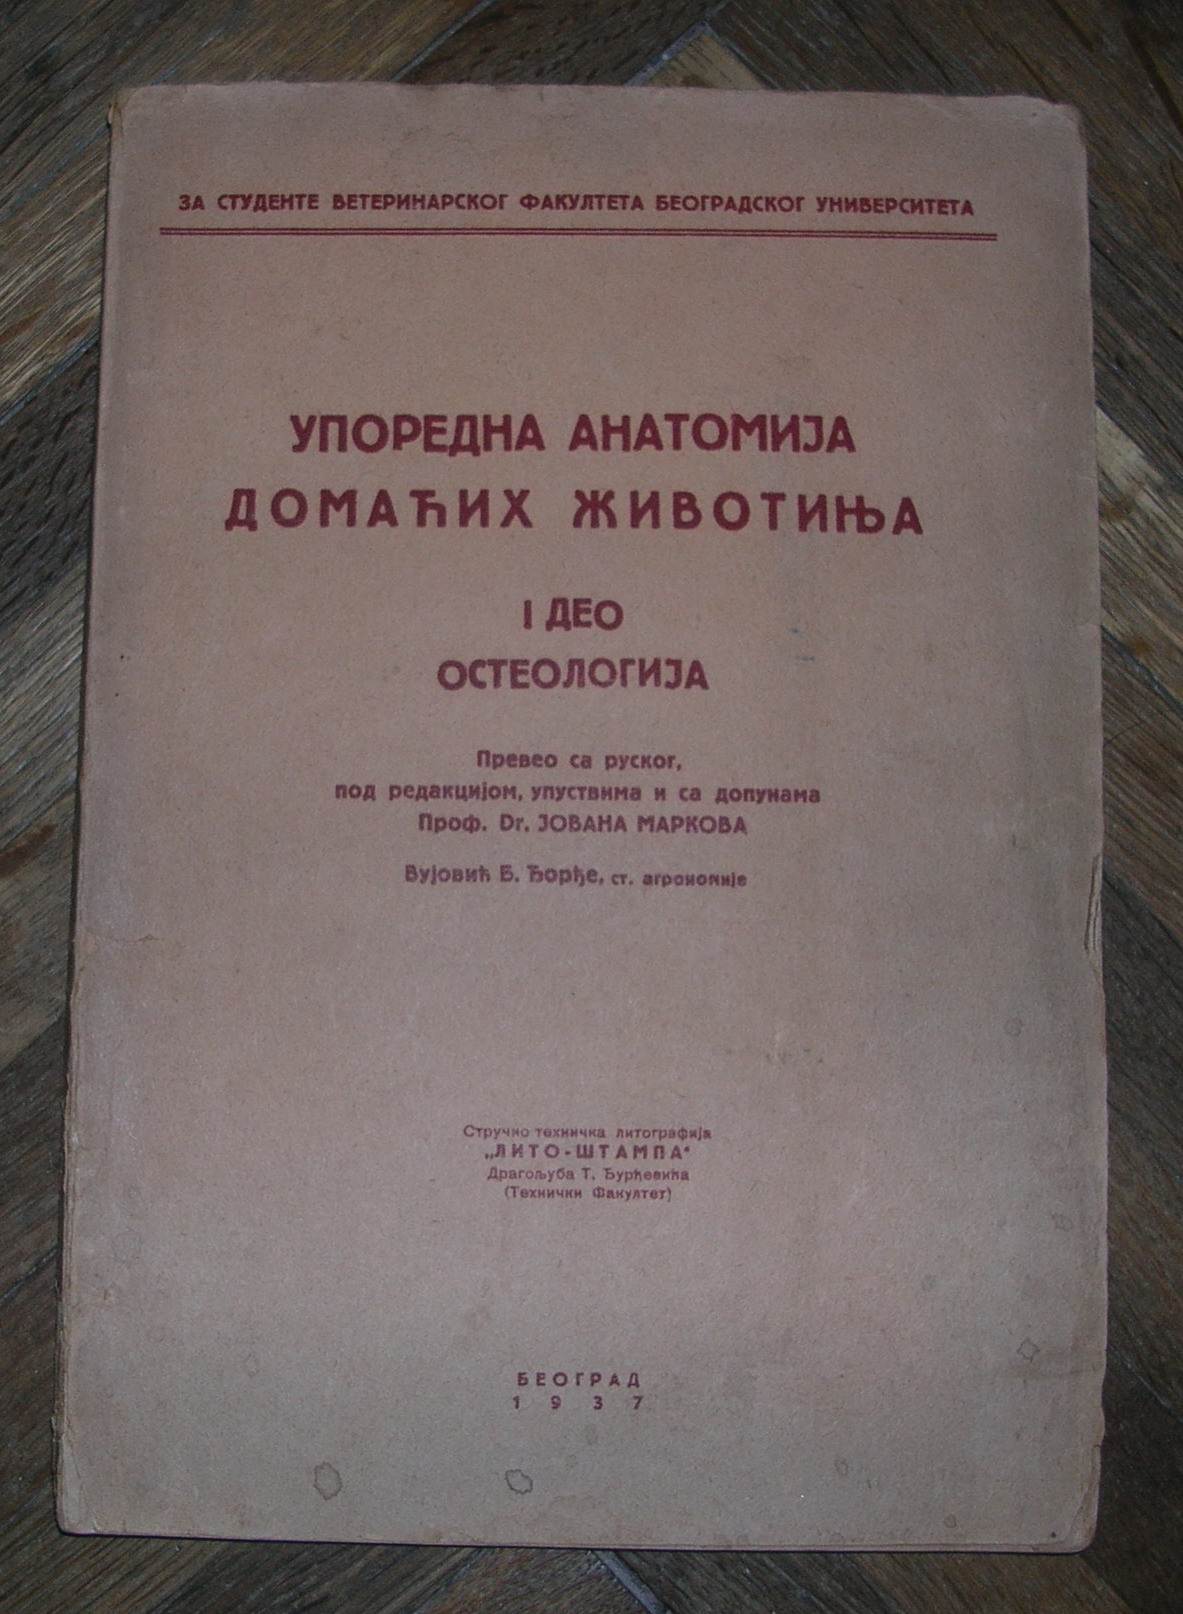 ЗА СТУДЕНТЕ ВЕТЕРИНАРСКОГ ФАКУЛТЕТА БЕОГРАДСКОГ УНИВЕРСИТЕТА
УПОРЕДНА АНАТОМИЈА
ДОМАЋИХ ЖИВОТИЊА
I ДЕО
ОСТЕОЛОГИЈА
Превео са руског,
под редакцијом, упуствима и са допунама
Проф. Dr. ЈОВАНА МАРКОВА
Вујовић Б. Ђорђе, ст. агрономије
Стручно техничка литографија
„ЛИТО-ШТАМПА"
Драгољуба Т. Ђурђевића
(Технички Факултет)
БЕОГРАД
1937